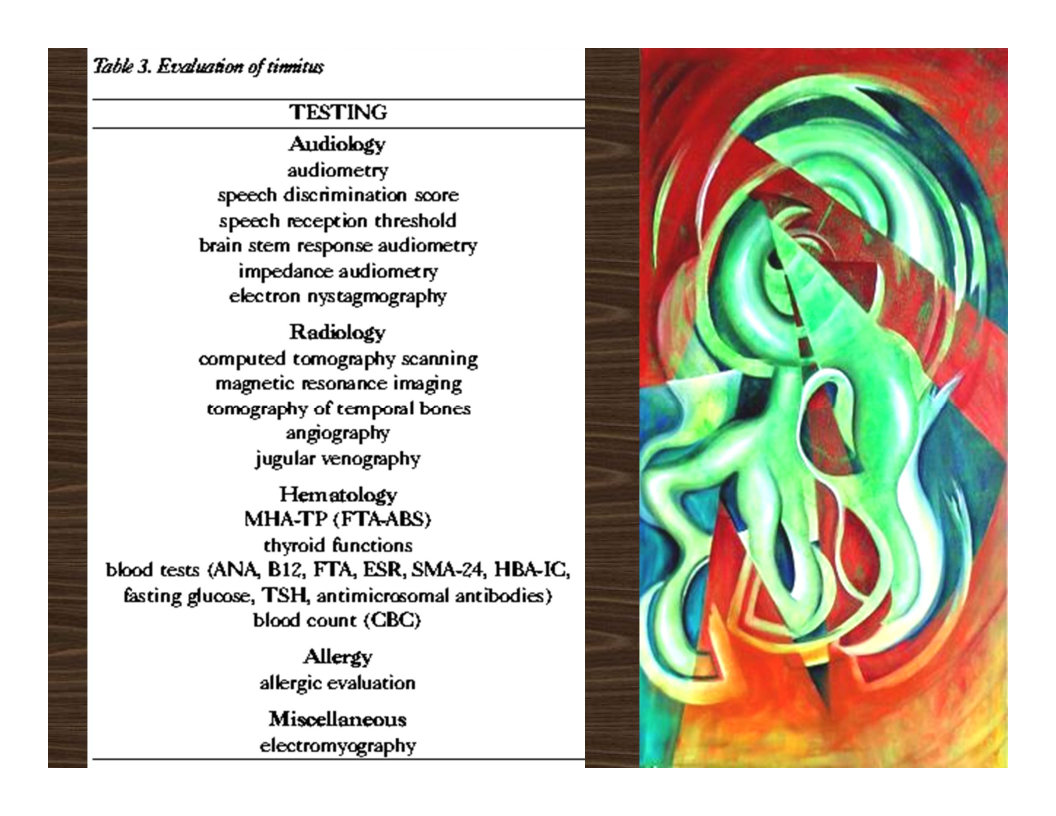 Table 3. Evaluation of tinnitus
TESTING
Audiology
audiometry
speech discrimination score
speech reception threshold
brain stem response audiometry
impedance audiometry
electron nystagmography
Radiology
computed tomography scanning
magnetic resonance imaging
tomography of temporal bones
angiography
jugular venography
Hematology
MHA-TP (FTA-ABS)
thyroid functions
blood tests (ANA, B12, FTA, ESR, SMA-24, HBA-IC,
fasting glucose, TSH, antimicrosomal antibodies)
blood count (CBC)
Allergy
allergic evaluation
Miscellaneous
electromyography